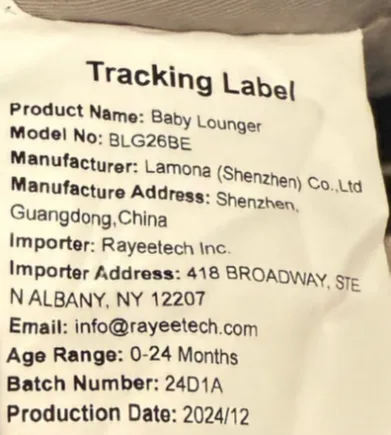 Tracking Label
Product Name: Baby Lounger
Model No: BLG26BE
Manufacturer: Lamona (Shenzhen) Co.,Ltd
Manufacture Address: Shenzhen,
Guangdong,China
Importer: Rayeetech Inc.
Importer Address: 418 BROADWAY, STE
N ALBANY, NY 12207
Email: info@rayeetech.com
Age Range: 0-24 Months
Batch Number: 24D1A
Production Date: 2024/12